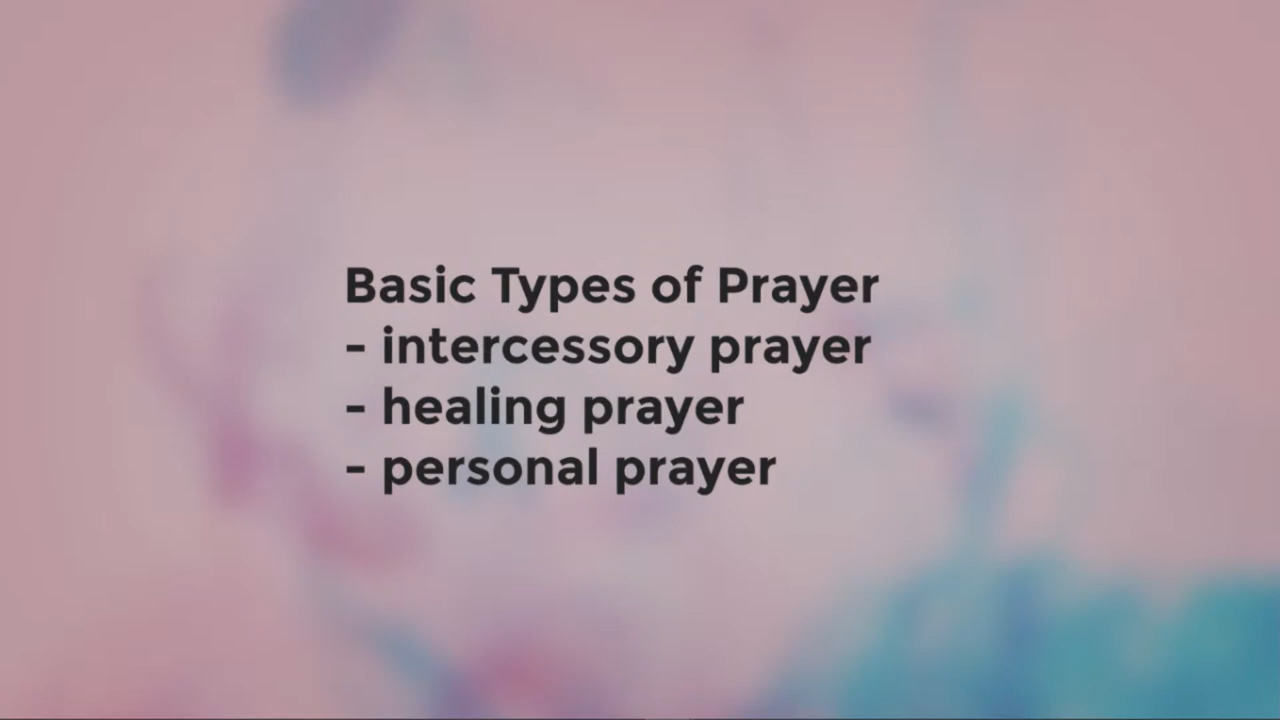 Basic Types of Prayer
- intercessory prayer
- healing prayer
- personal prayer